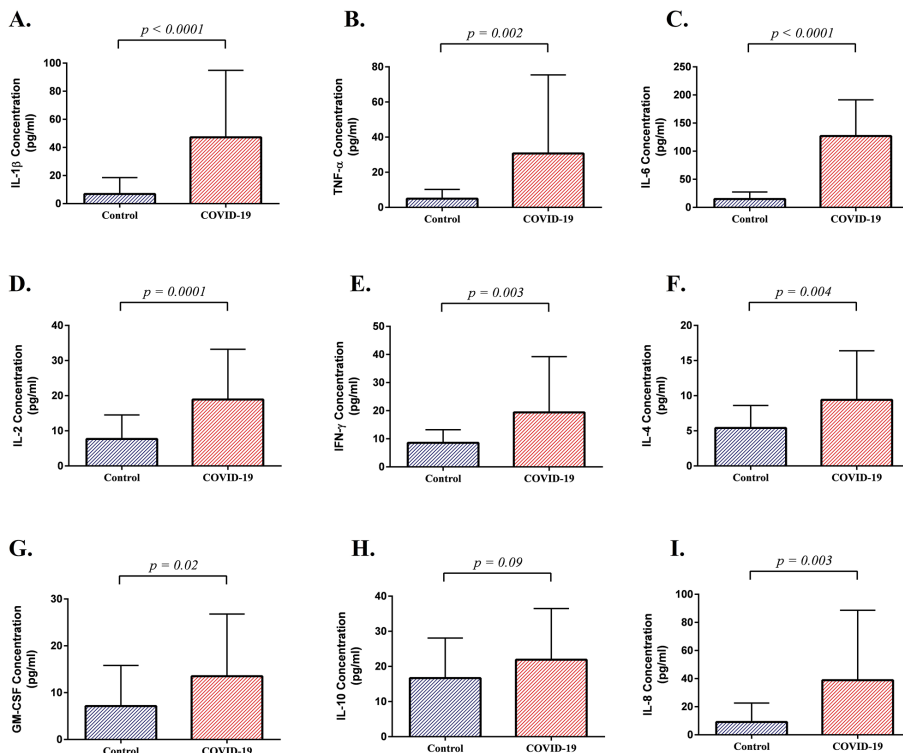 A.
p < 0.0001
IL-1β Concentration
(pg/ml)
100
80
60
40
20
0
Control
COVID-19
B.
p = 0.002
TNF-α Concentration
(pg/ml)
80
60
40
20
0
Control
COVID-19
C.
p < 0.0001
IL-6 Concentration
(pg/ml)
250
200
150
100
50
0
Control
COVID-19
D.
p = 0.0001
IL-2 Concentration
(pg/ml)
40
30
20
10
0
Control
COVID-19
E.
p = 0.003
IFN-γ Concentration
(pg/ml)
50
40
30
20
10
0
Control
COVID-19
F.
p = 0.004
IL-4 Concentration
(pg/ml)
20
15
10
5
0
Control
COVID-19
G.
p = 0.02
GM-CSF Concentration
(pg/ml)
30
20
10
0
Control
COVID-19
H.
p = 0.09
IL-10 Concentration
(pg/ml)
40
30
20
10
0
Control
COVID-19
I.
p = 0.003
IL-8 Concentration
(pg/ml)
100
80
60
40
20
0
Control
COVID-19